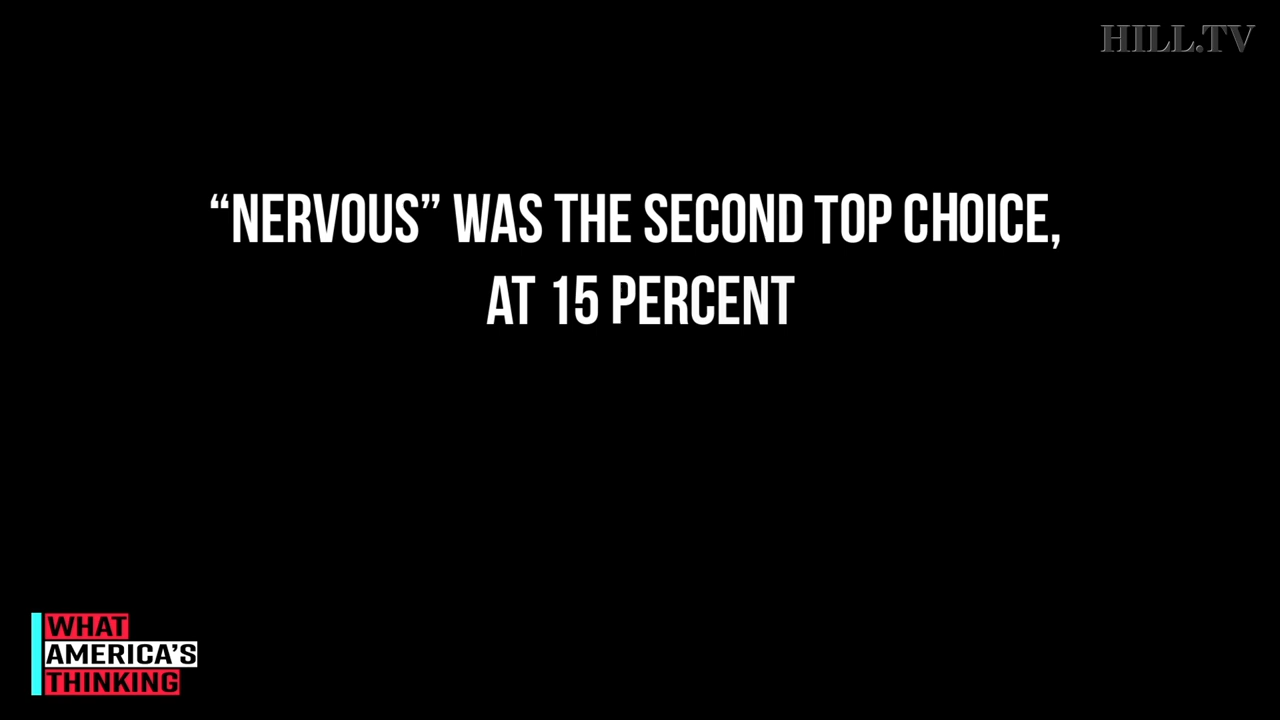 HILL.TV
“NERVOUS” WAS THE SECOND TOP CHOICE,
AT 15 PERCENT
WHAT
AMERICA’S
THINKING